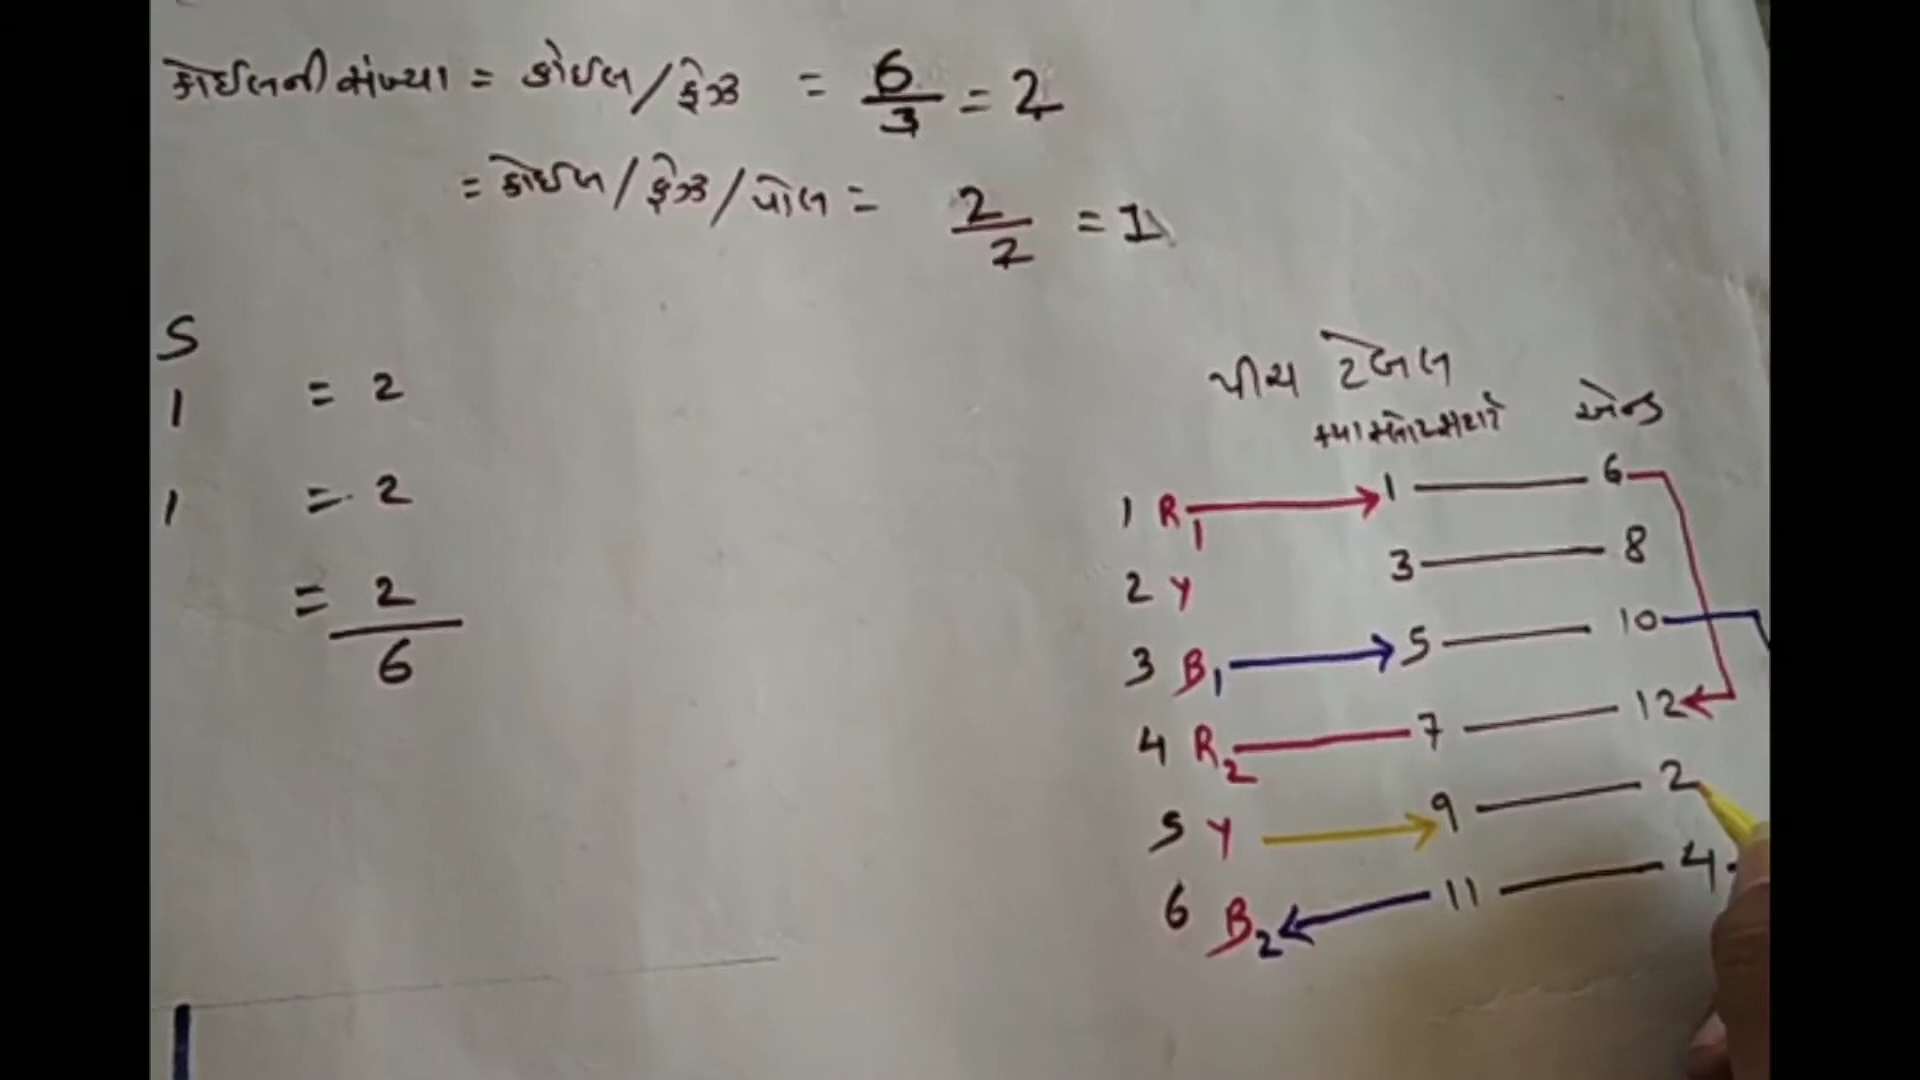 કોઈલની સંખ્યા = કોઈલ/ફેઝ = 6/3 = 2
= કોઈલ/ફેઝ/પોલ = 2/2 = 1
S
1 = 2
1 = 2
= 2
6
પીચ ટેબલ
એન્ડ
1 R1 1 6
2 Y 3 8
3 B1 5 10
4 R2 7 12
5 Y 9 2
6 B2 11 4